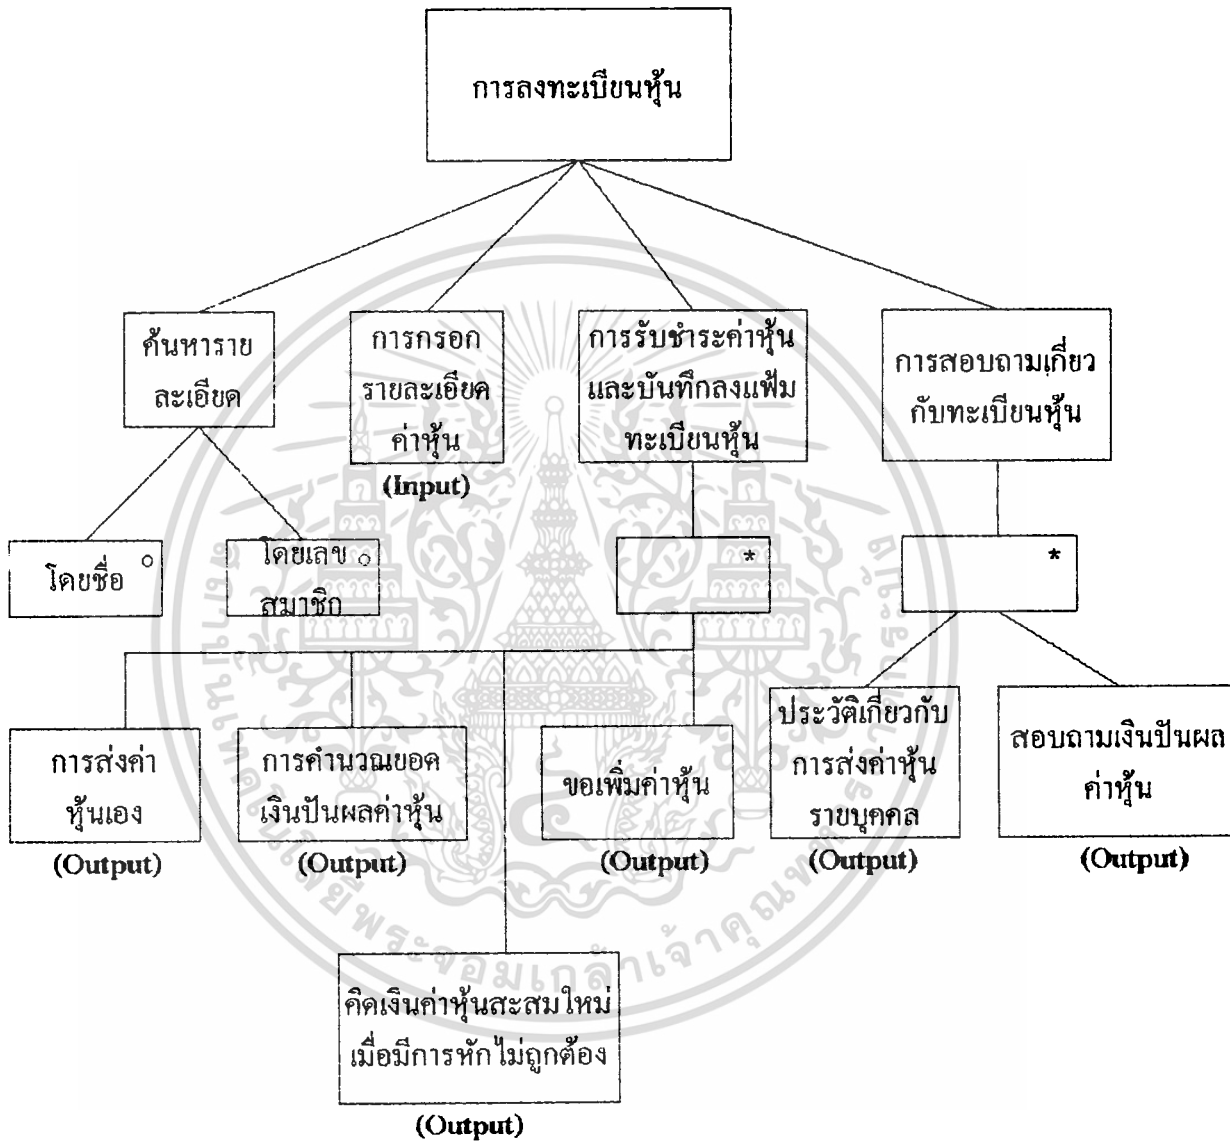 การลงทะเบียนหุ้น
ค้นหาราย
ละเอียด
การกรอก
รายละเอียด
ค่าหุ้น
(Input)
การรับชำระค่าหุ้น
และบันทึกลงแฟ้ม
ทะเบียนหุ้น
การสอบถามเกี่ยว
กับทะเบียนหุ้น
โดยชื่อ
โดยเลข
สมาชิก
*
*
การส่งค่า
หุ้นเอง
(Output)
การคำนวณยอด
เงินปันผลค่าหุ้น
(Output)
ขอเพิ่มค่าหุ้น
(Output)
ประวัติเกี่ยวกับ
การส่งค่าหุ้น
รายบุคคล
(Output)
สอบถามเงินปันผล
ค่าหุ้น
(Output)
คิดเงินค่าหุ้นสะสมใหม่
เมื่อมีการหักไม่ถูกต้อง
(Output)